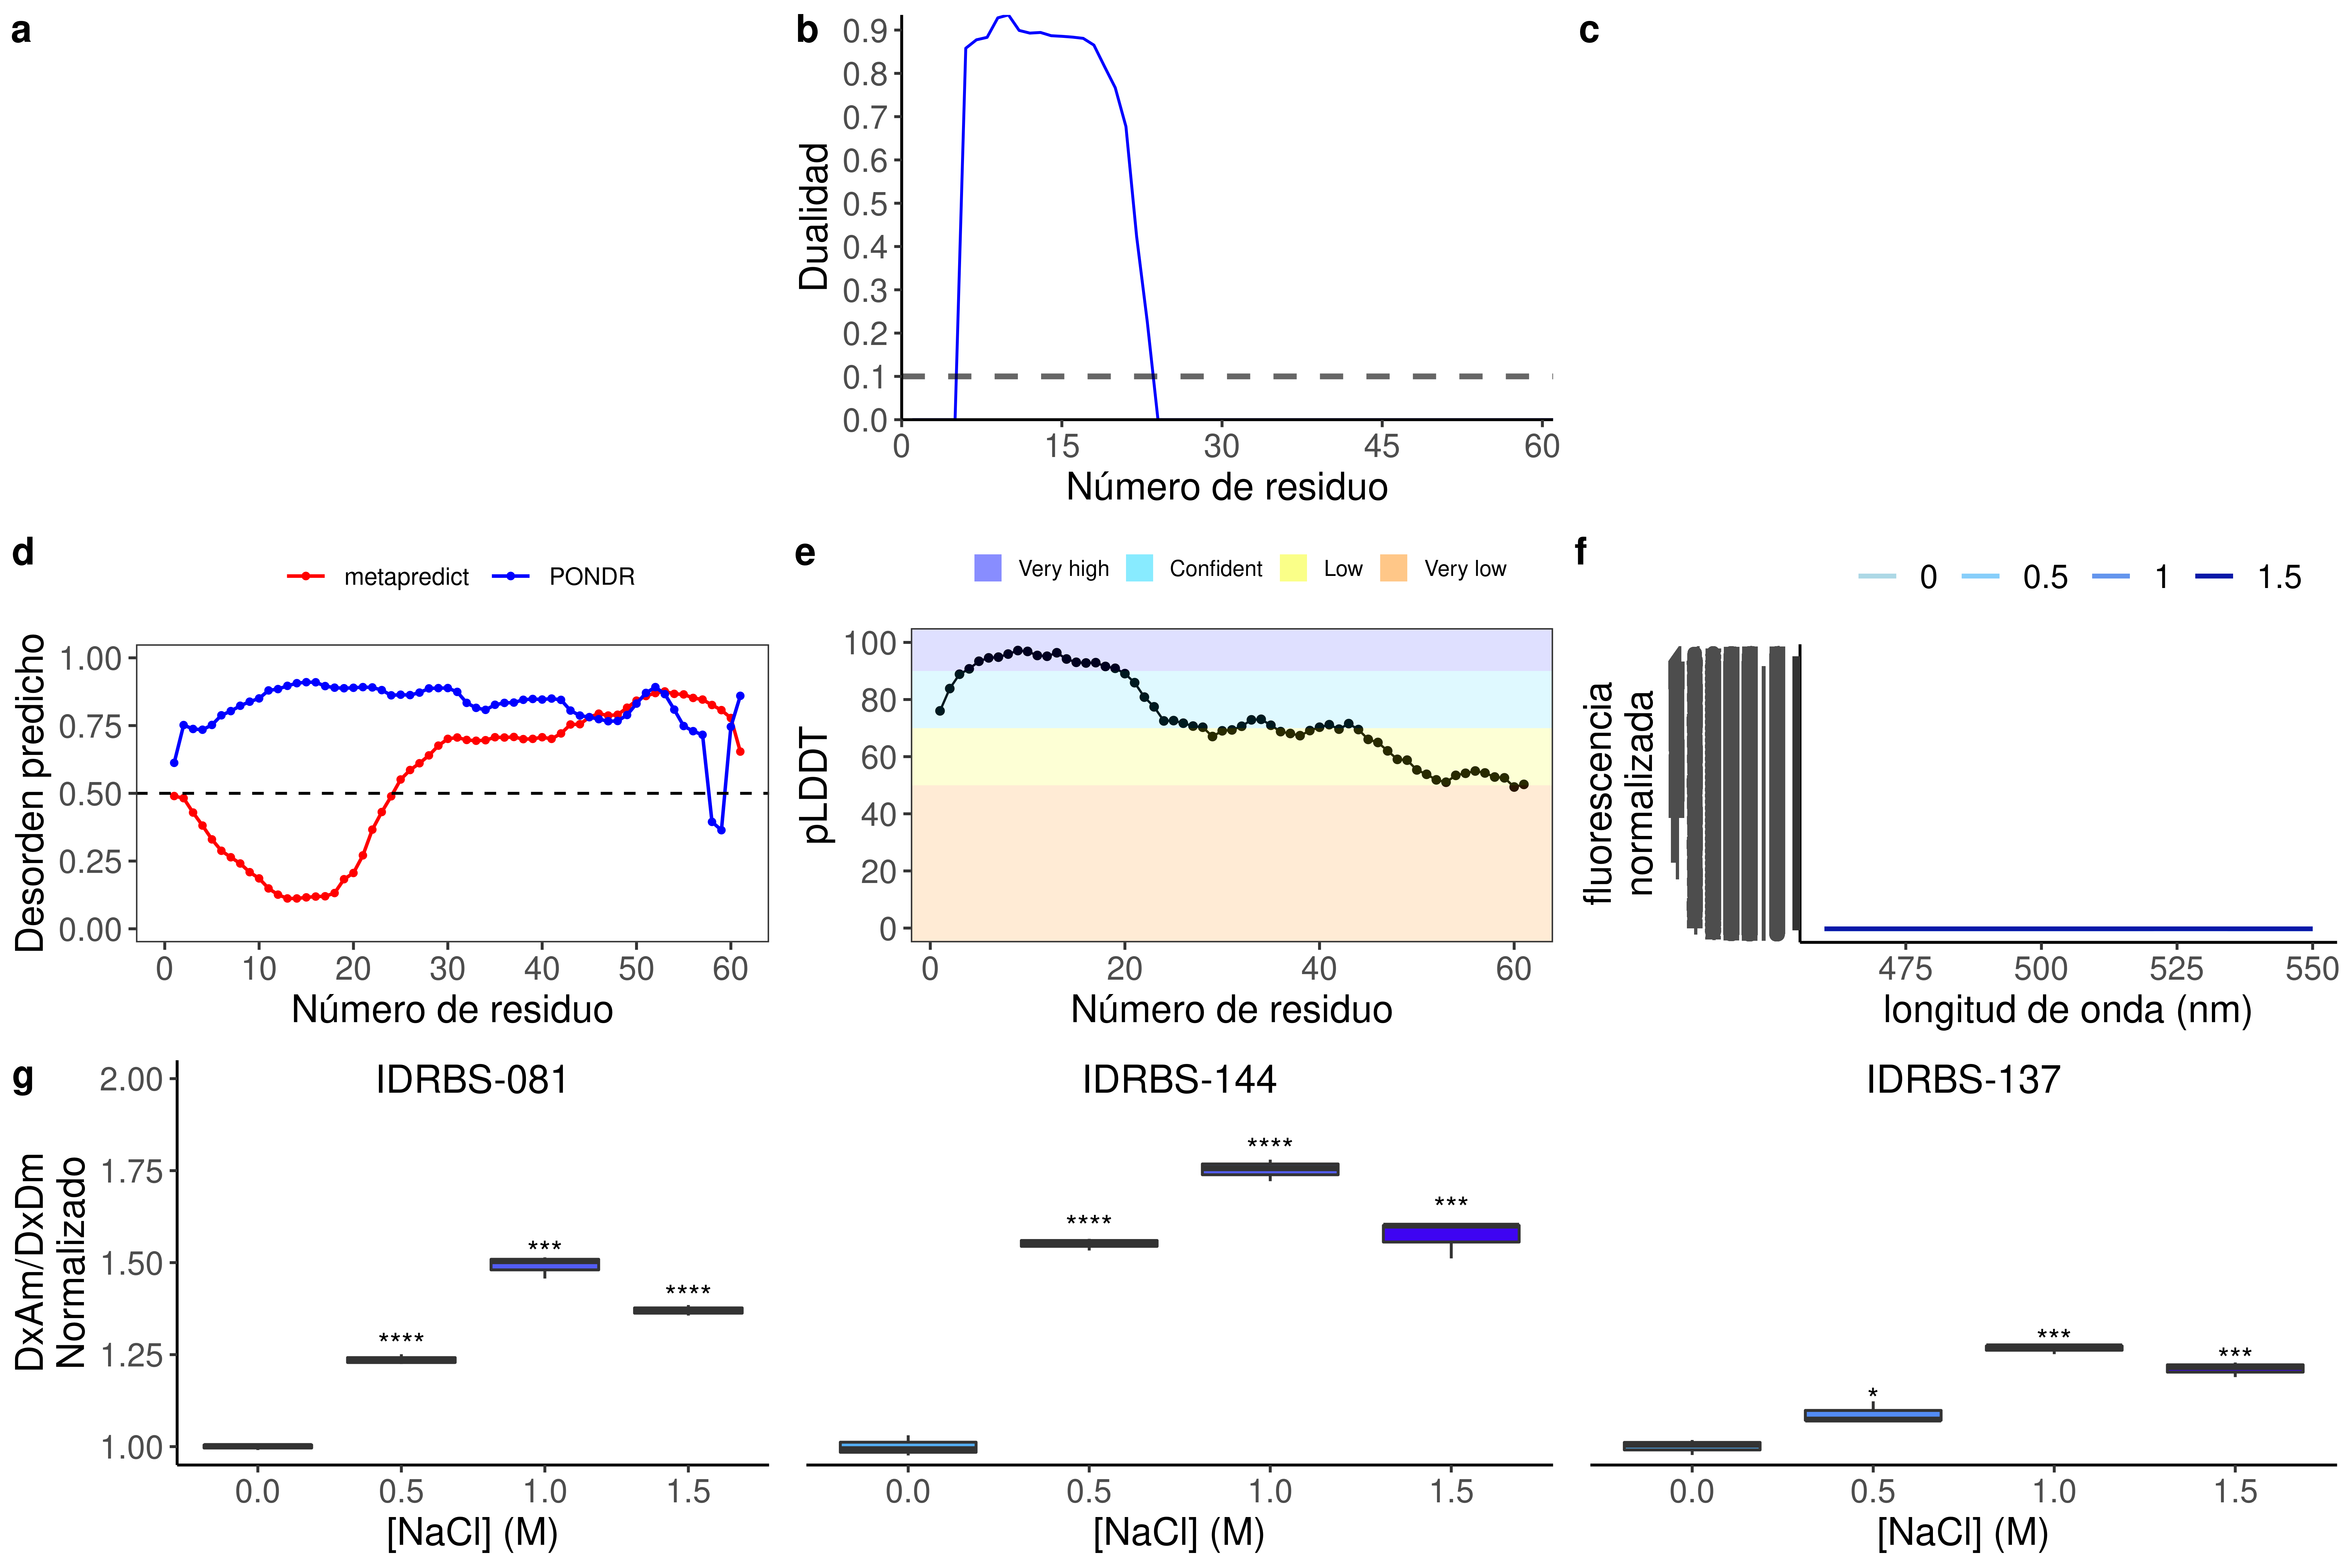 a
b
c
0.9
0.8
0.7
0.6
0.5
0.4
0.3
0.2
0.1
0.0
Dualidad
0 15 30 45 60
Número de residuo
d
metapredict PONDR
1.00
0.75
0.50
0.25
0.00
Desorden predicho
0 10 20 30 40 50 60
Número de residuo
e
Very high Confident Low Very low
100
80
60
40
20
0
pLDDT
0 20 40 60
Número de residuo
f
0 0.5 1 1.5
fluorescencia
normalizada
475 500 525 550
longitud de onda (nm)
g
IDRBS-081 IDRBS-144 IDRBS-137
2.00
1.75
1.50
1.25
1.00
DxAm/DxDm
Normalizado
**** *** ****
**** **** ***
* *** ***
0.0 0.5 1.0 1.5
[NaCl] (M)
0.0 0.5 1.0 1.5
[NaCl] (M)
0.0 0.5 1.0 1.5
[NaCl] (M)